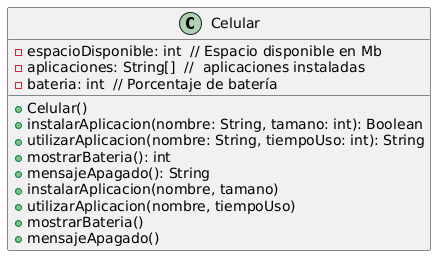 C Celular
espacioDisponible: int // Espacio disponible en Mb
aplicaciones: String[] // aplicaciones instaladas
bateria: int // Porcentaje de batería
Celular()
instalarAplicacion(nombre: String, tamano: int): Boolean
utilizarAplicacion(nombre: String, tiempoUso: int): String
mostrarBateria(): int
mensajeApagado(): String
instalarAplicacion(nombre, tamano)
utilizarAplicacion(nombre, tiempoUso)
mostrarBateria()
mensajeApagado()